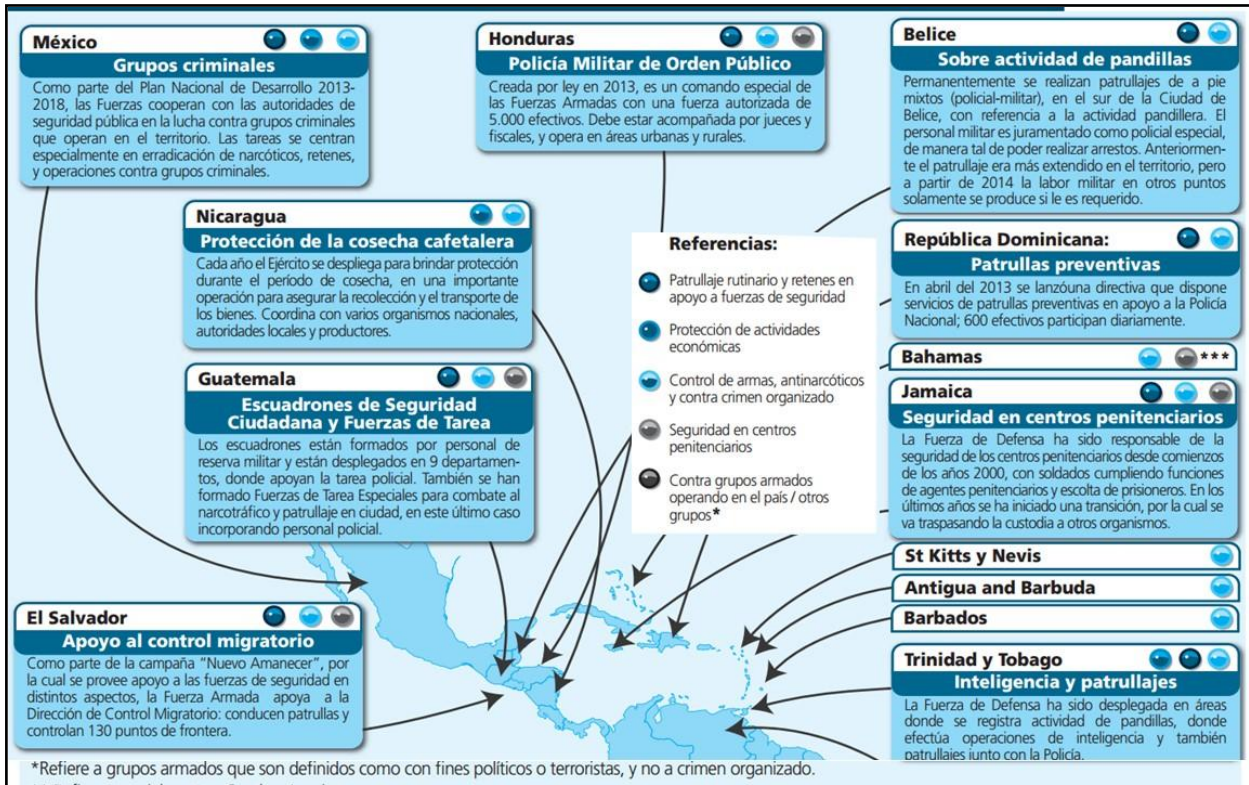 México
Grupos criminales
Como parte del Plan Nacional de Desarrollo 2013-
2018, las Fuerzas cooperan con las autoridades de
seguridad pública en la lucha contra grupos criminales
que operan en el territorio. Las tareas se centran
especialmente en erradicación de narcóticos, retenes,
y operaciones contra grupos criminales.
Honduras
Policía Militar de Orden Público
Creada por ley en 2013, es un comando especial de
las Fuerzas Armadas con una fuerza autorizada de
5.000 efectivos. Debe estar acompañada por jueces y
fiscales, y opera en áreas urbanas y rurales.
Belice
Sobre actividad de pandillas
Permanentemente se realizan patrullajes de a pie
mixtos (policial-militar), en el sur de la Ciudad de
Belice, con referencia a la actividad pandillera. El
personal militar es juramentado como policial especial,
de manera tal de poder realizar arrestos. Anteriormen-
te el patrullaje era más extendido en el territorio, pero
a partir de 2014 la labor militar en otros puntos
solamente se produce si le es requerido.
Nicaragua
Protección de la cosecha cafetalera
Cada año el Ejército se despliega para brindar protección
durante el período de cosecha, en una importante
operación para asegurar la recolección y el transporte de
los bienes. Coordina con varios organismos nacionales,
autoridades locales y productores.
Referencias:
Patrullaje rutinario y retenes en
apoyo a fuerzas de seguridad
Protección de actividades
económicas
Control de armas, antinarcóticos
y contra crimen organizado
Seguridad en centros
penitenciarios
Contra grupos armados
operando en el país / otros
grupos*
República Dominicana:
Patrullas preventivas
En abril del 2013 se lanzóuna directiva que dispone
servicios de patrullas preventivas en apoyo a la Policía
Nacional; 600 efectivos participan diariamente.
Bahamas ***
Guatemala
Escuadrones de Seguridad
Ciudadana y Fuerzas de Tarea
Los escuadrones están formados por personal de
reserva militar y están desplegados en 9 departamen-
tos, donde apoyan la tarea policial. También se han
formado Fuerzas de Tarea Especiales para combate al
narcotráfico y patrullaje en ciudad, en este último caso
incorporando personal policial.
Jamaica
Seguridad en centros penitenciarios
La Fuerza de Defensa ha sido responsable de la
seguridad de los centros penitenciarios desde comienzos
de los años 2000, con soldados cumpliendo funciones
de agentes penitenciarios y escolta de prisioneros. En los
últimos años se ha iniciado una transición, por la cual se
va traspasando la custodia a otros organismos.
St Kitts y Nevis
Antigua and Barbuda
Barbados
El Salvador
Apoyo al control migratorio
Como parte de la campaña "Nuevo Amanecer", por
la cual se provee apoyo a las fuerzas de seguridad en
distintos aspectos, la Fuerza Armada apoya a la
Dirección de Control Migratorio: conducen patrullas y
controlan 130 puntos de frontera.
Trinidad y Tobago
Inteligencia y patrullajes
La Fuerza de Defensa ha sido desplegada en áreas
donde se registra actividad de pandillas, donde
efectúa operaciones de inteligencia y también
patrullajes junto con la Policía.
*Refiere a grupos armados que son definidos como con fines políticos o terroristas, y no a crimen organizado.